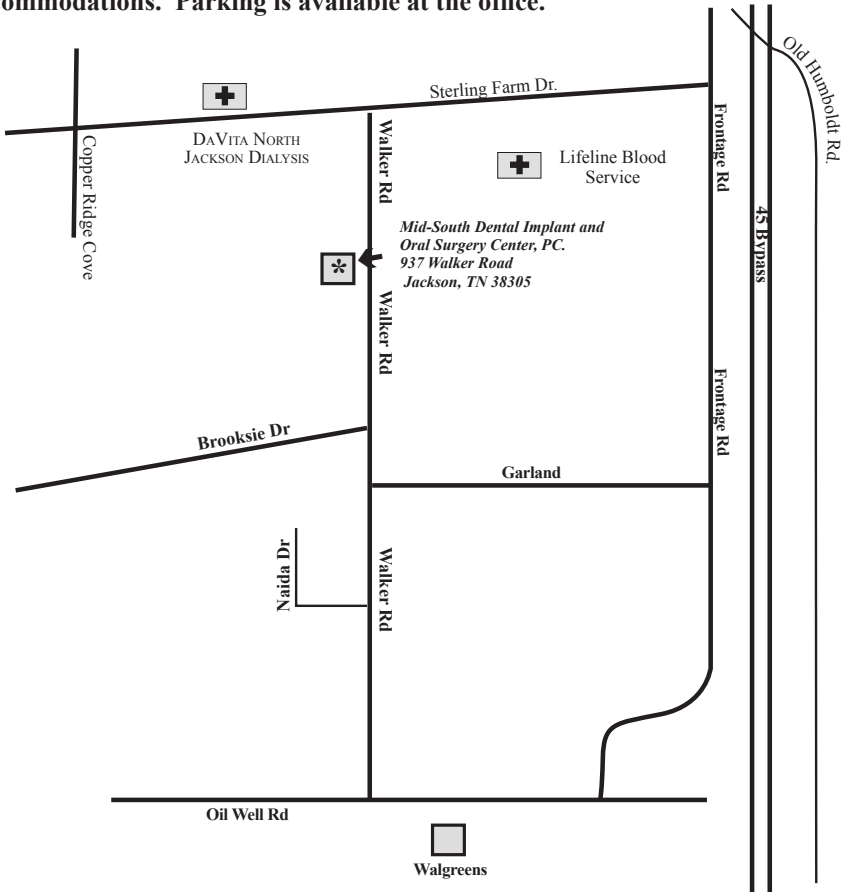 ommodations.  Parking is available at the office.
Old Humboldt Rd.
Sterling Farm Dr.
DaVita North
Jackson Dialysis
Copper Ridge Cove
Walker Rd
Lifeline Blood
Service
Frontage Rd
45 Bypass
Mid-South Dental Implant and
Oral Surgery Center, PC.
937 Walker Road
Jackson, TN 38305
*
Walker Rd
Frontage Rd
Brooksie Dr
Garland
Naida Dr
Walker Rd
Oil Well Rd
Walgreens